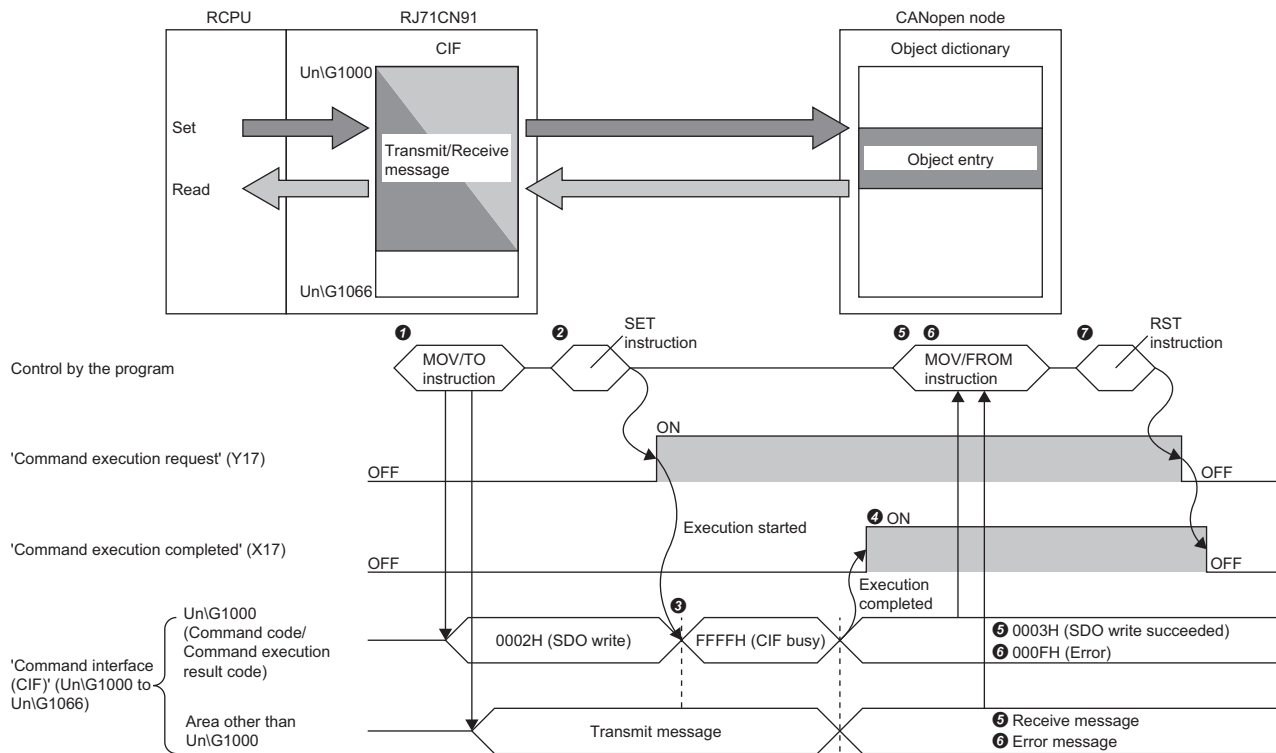 RCPU
RJ71CN91
CANopen node
CIF
Object dictionary
Un\G1000
Set
Read
Transmit/Receive
message
Object entry
Un\G1066
Control by the program
❶
MOV/TO
instruction
❷
SET
instruction
❺ ❻
MOV/FROM
instruction
❼
RST
instruction
'Command execution request' (Y17)
OFF
ON
OFF
Execution started
'Command execution completed' (X17)
OFF
❹ ON
OFF
Execution
completed
'Command interface
(CIF)' (Un\G1000 to
Un\G1066)
Un\G1000
(Command code/
Command execution
result code)
0002H (SDO write)
❸
FFFFH (CIF busy)
❺ 0003H (SDO write succeeded)
❻ 000FH (Error)
Area other than
Un\G1000
Transmit message
❺ Receive message
❻ Error message